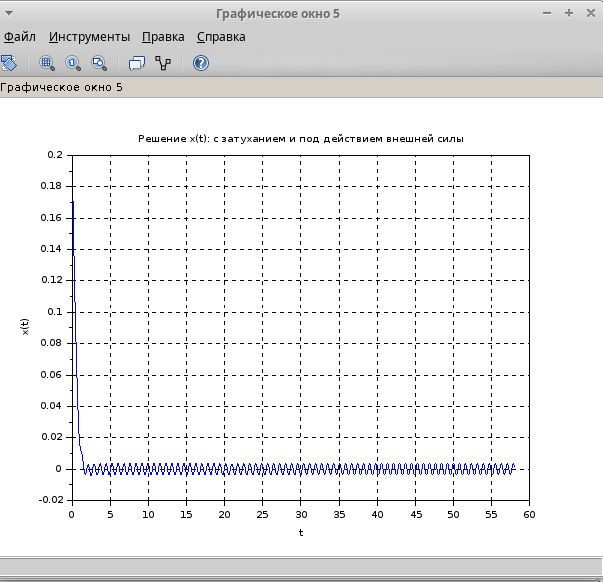 Графическое окно 5
Файл Инструменты Правка Справка
Графическое окно 5
Решение x(t): с затуханием и под действием внешней силы
0.2
0.18
0.16
0.14
0.12
0.1
0.08
0.06
0.04
0.02
0
-0.02
x(t)
0 5 10 15 20 25 30 35 40 45 50 55 60
t